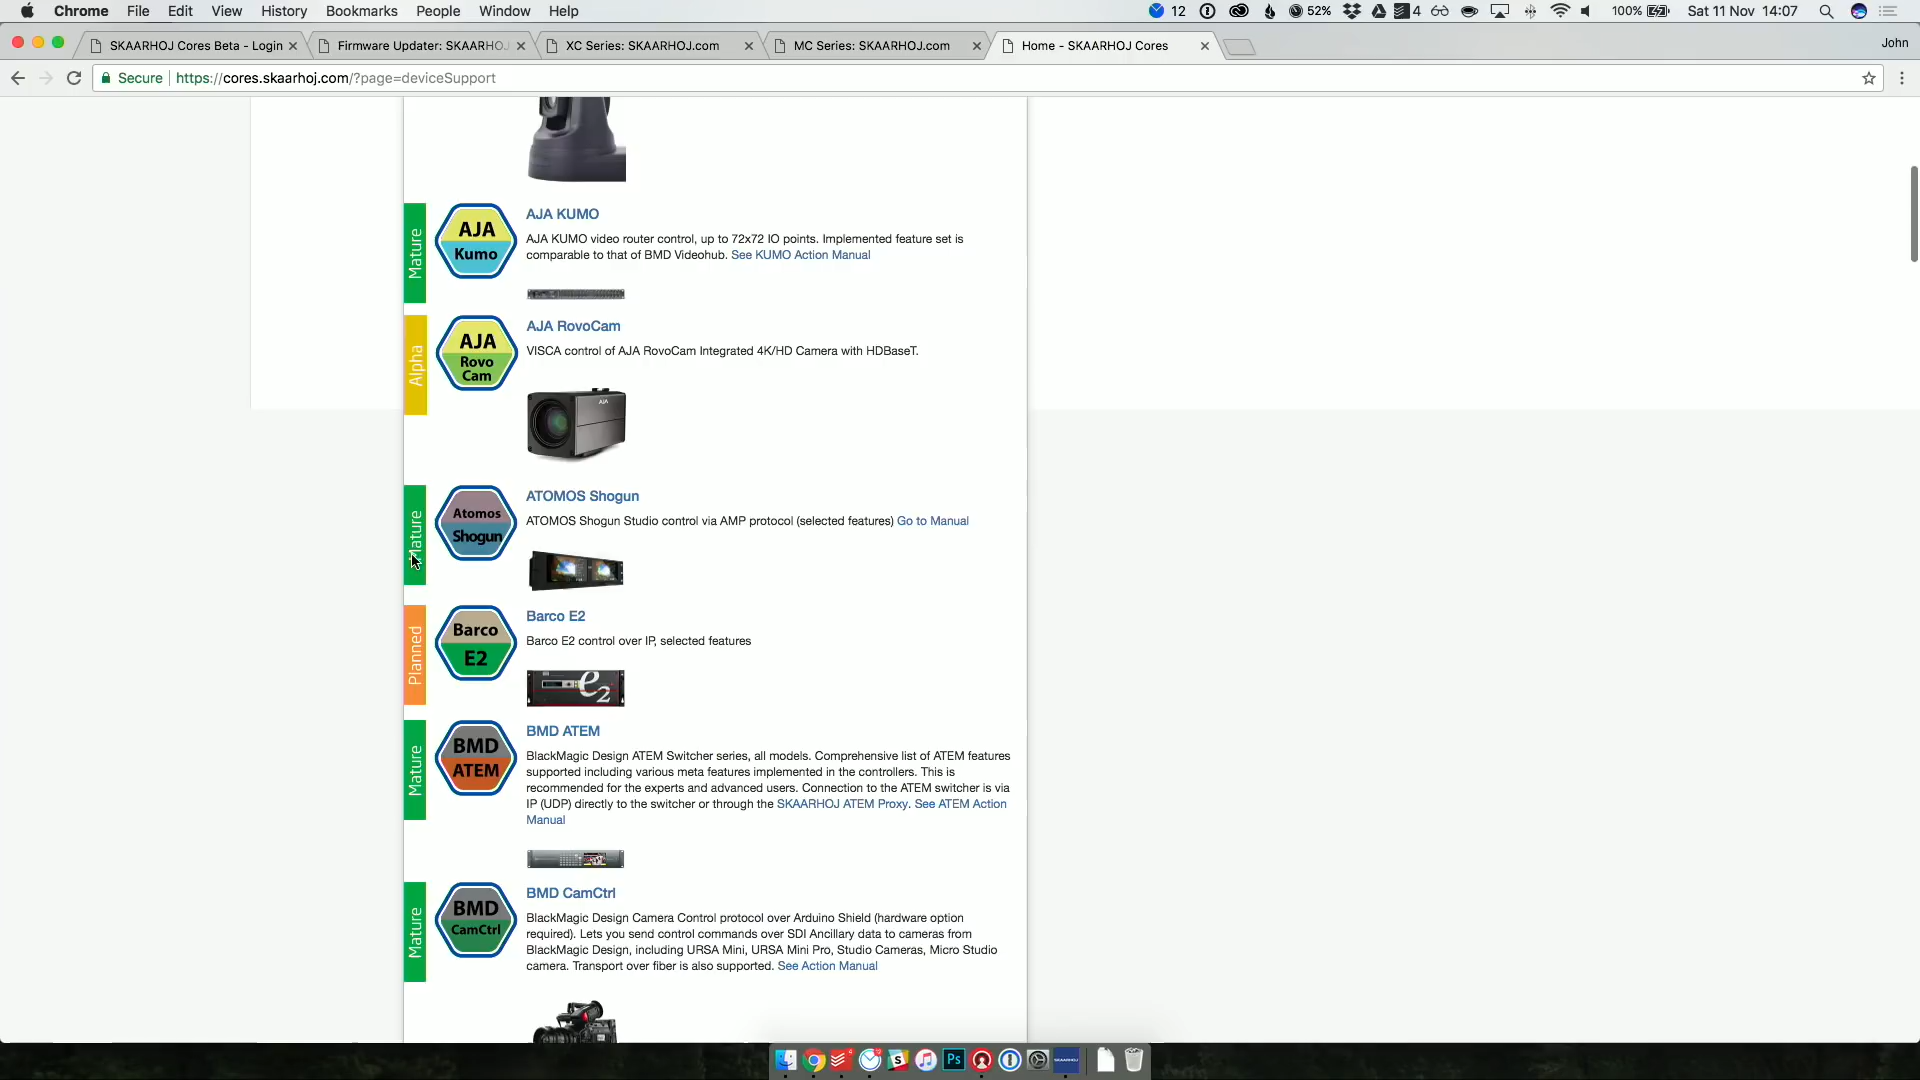 Chrome File Edit View History Bookmarks People Window Help 12 52% 4 100% Sat 11 Nov 14:07
SKAARHOJ Cores Beta - Login Firmware Updater: SKAARHOJ XC Series: SKAARHOJ.com MC Series: SKAARHOJ.com Home - SKAARHOJ Cores John
Secure https://cores.skaarhoj.com/?page=deviceSupport
Mature
AJA
Kumo
AJA KUMO
AJA KUMO video router control, up to 72x72 IO points. Implemented feature set is
comparable to that of BMD Videohub. See KUMO Action Manual
Alpha
AJA
Rovo
Cam
AJA RovoCam
VISCA control of AJA RovoCam Integrated 4K/HD Camera with HDBaseT.
AJA
Mature
Atomos
Shogun
ATOMOS Shogun
ATOMOS Shogun Studio control via AMP protocol (selected features) Go to Manual
Planned
Barco
E2
Barco E2
Barco E2 control over IP, selected features
e2
Mature
BMD
ATEM
BMD ATEM
BlackMagic Design ATEM Switcher series, all models. Comprehensive list of ATEM features
supported including various meta features implemented in the controllers. This is
recommended for the experts and advanced users. Connection to the ATEM switcher is via
IP (UDP) directly to the switcher or through the SKAARHOJ ATEM Proxy. See ATEM Action
Manual
Mature
BMD
CamCtrl
BMD CamCtrl
BlackMagic Design Camera Control protocol over Arduino Shield (hardware option
required). Lets you send control commands over SDI Ancillary data to cameras from
BlackMagic Design, including URSA Mini, URSA Mini Pro, Studio Cameras, Micro Studio
camera. Transport over fiber is also supported. See Action Manual
Ps SKAARHOJ